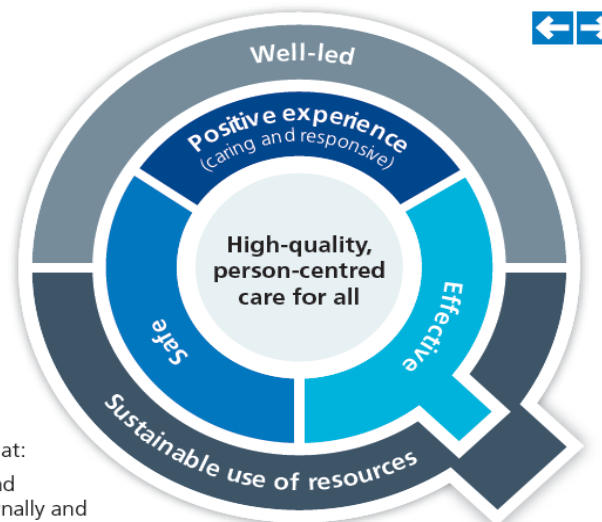 Well-led
Positive experience
(caring and responsive)
High-quality,
person-centred
care for all
Safe
Effective
Sustainable use of resources
at:
nd
rnally and